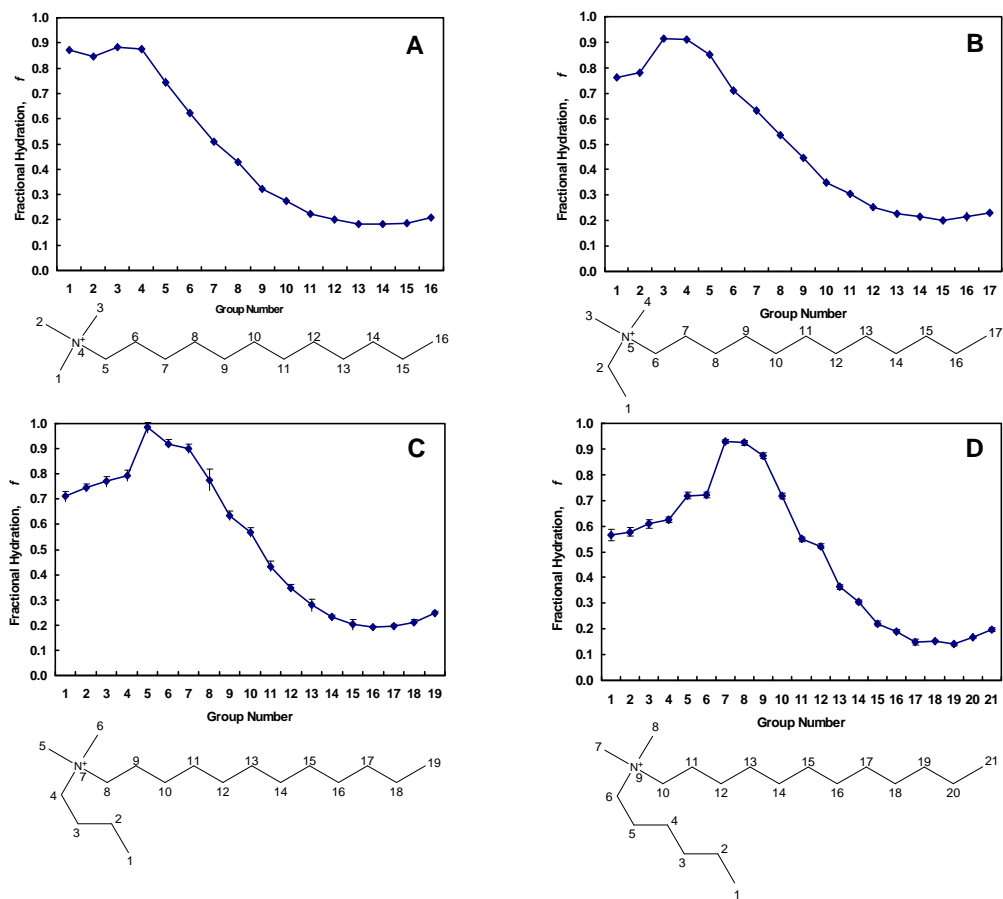 A
Fractional Hydration, f
1.0
0.9
0.8
0.7
0.6
0.5
0.4
0.3
0.2
0.1
0.0
1 2 3 4 5 6 7 8 9 10 11 12 13 14 15 16
Group Number
3
2 6 8 10 12 14 16
N+
4
1 5 7 9 11 13 15
B
Fractional Hydration, f
1.0
0.9
0.8
0.7
0.6
0.5
0.4
0.3
0.2
0.1
0.0
1 2 3 4 5 6 7 8 9 10 11 12 13 14 15 16 17
Group Number
4
3 7 9 11 13 15 17
N+
5
2 6 8 10 12 14 16
1
C
Fractional Hydration, f
1.0
0.9
0.8
0.7
0.6
0.5
0.4
0.3
0.2
0.1
0.0
1 2 3 4 5 6 7 8 9 10 11 12 13 14 15 16 17 18 19
Group Number
6
5 9 11 13 15 17 19
N+
7
8 10 12 14 16 18
4
3 2
1
D
Fractional Hydration, f
1.0
0.9
0.8
0.7
0.6
0.5
0.4
0.3
0.2
0.1
0.0
1 2 3 4 5 6 7 8 9 10 11 12 13 14 15 16 17 18 19 20 21
Group Number
8
7 11 13 15 17 19 21
N+
9
10 12 14 16 18 20
6
5 4
3 2
1